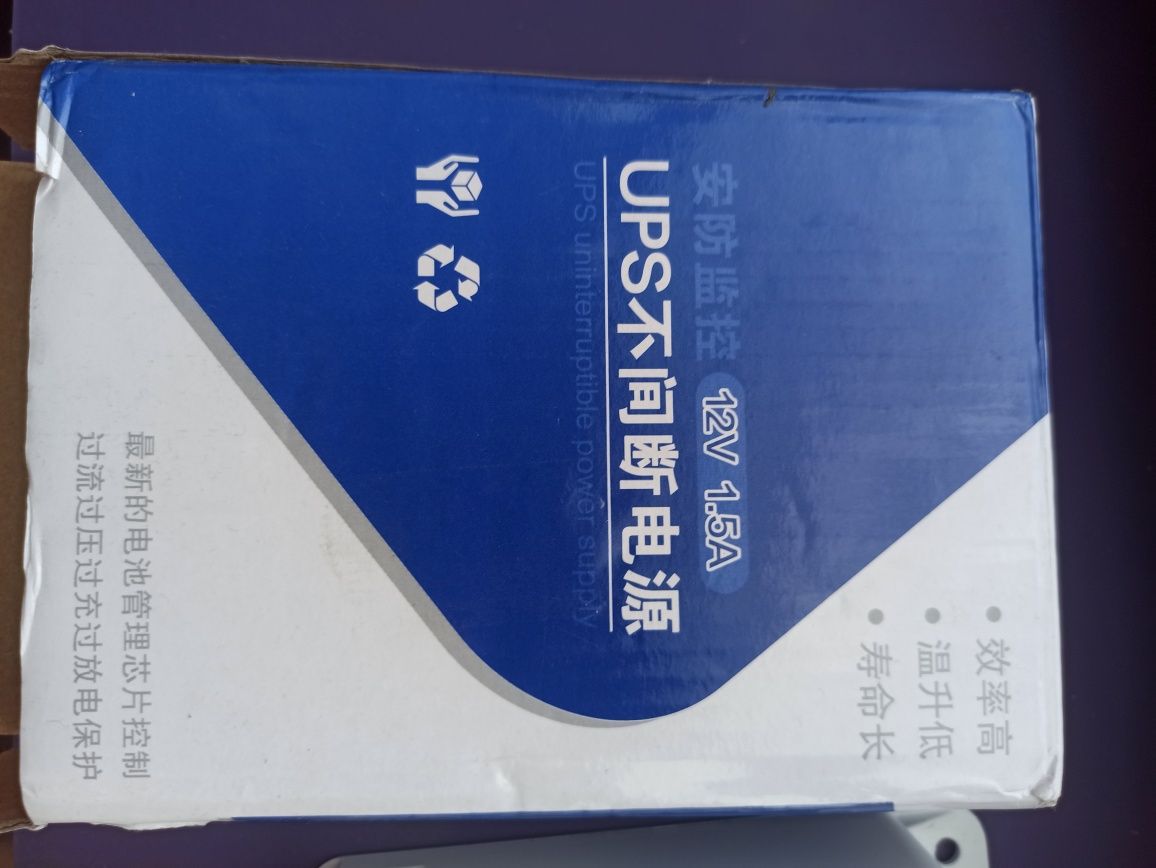 效率高
温升低
寿命长
安防监控 12V 1.5A
UPS不间断电源
UPS uninterruptible power supply
最新的电池管理芯片控制
过流过压过充过放电保护